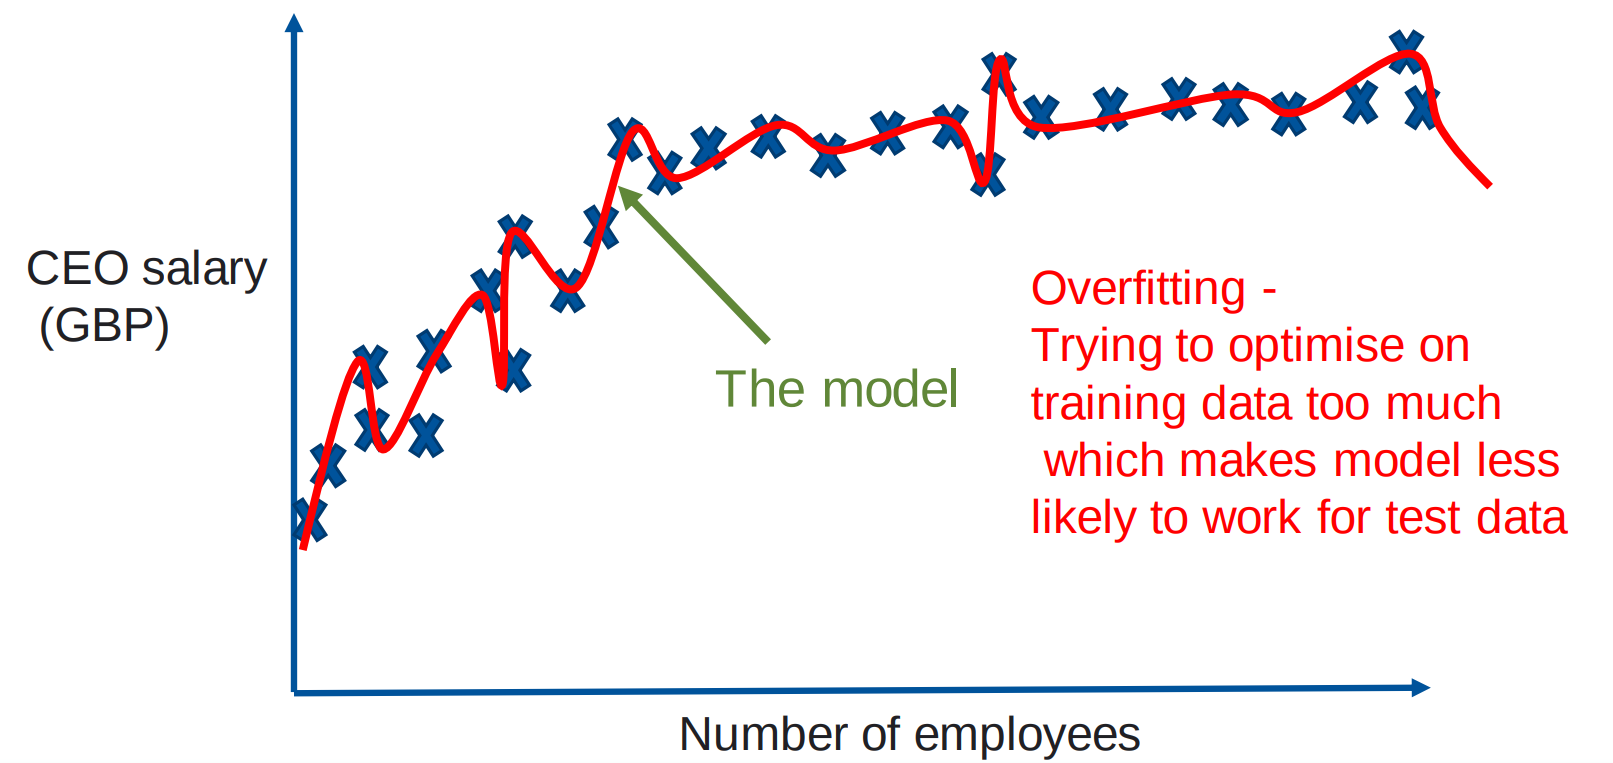 CEO salary
(GBP)
The model
Overfitting -
Trying to optimise on
training data too much
which makes model less
likely to work for test data
Number of employees